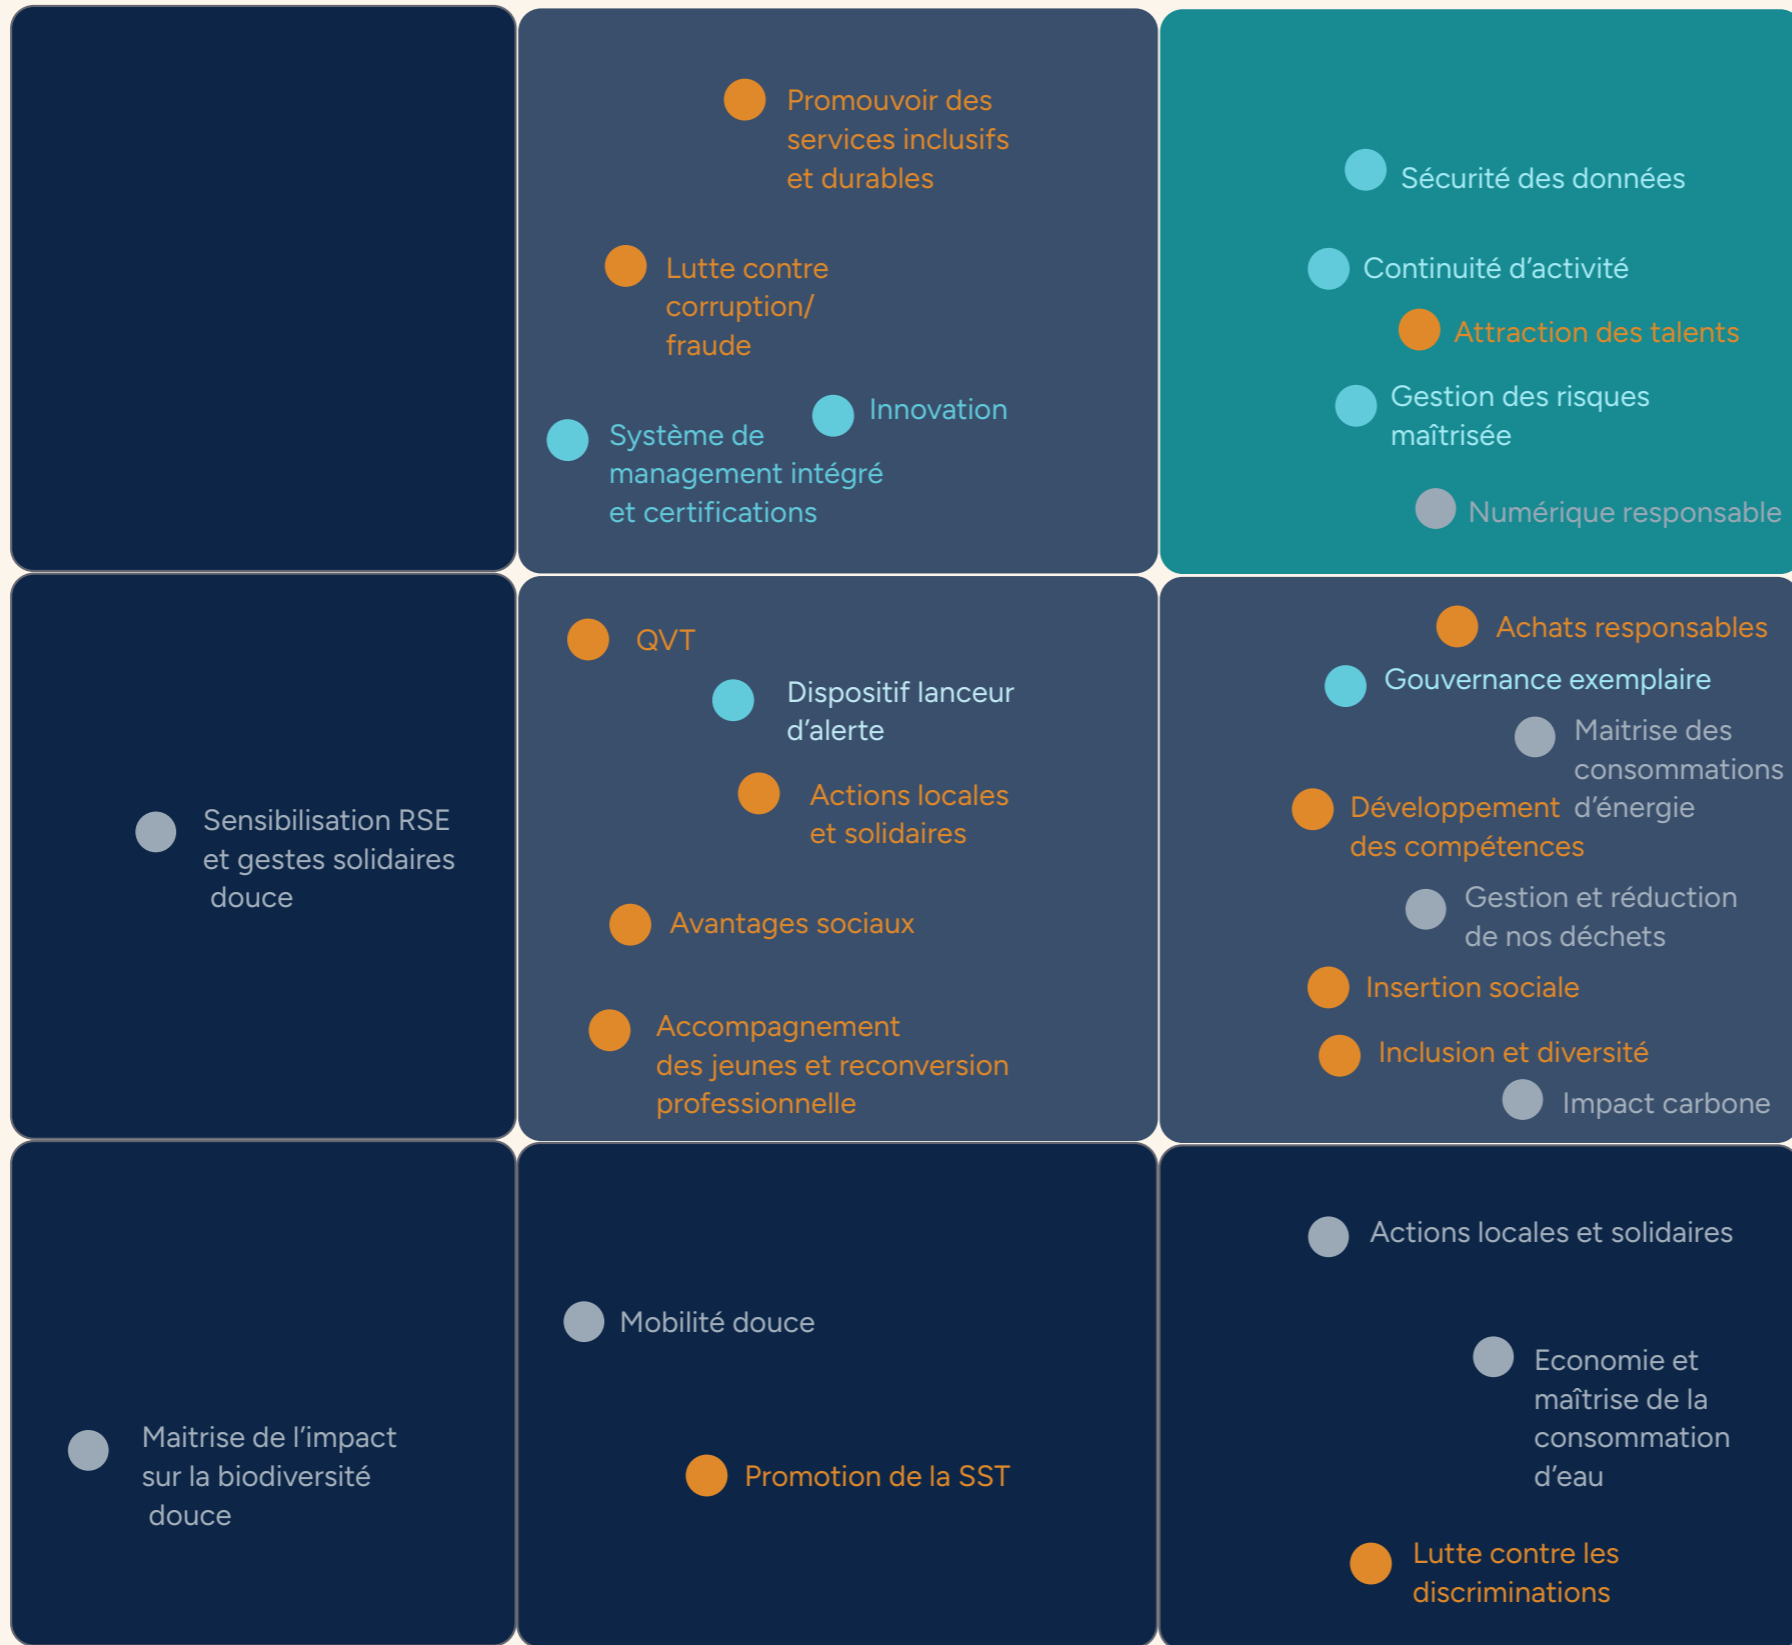 Promouvoir des
services inclusifs
et durables
Lutte contre
corruption/
fraude
Innovation
Système de
management intégré
et certifications
Sécurité des données
Continuité d’activité
Attraction des talents
Gestion des risques
maîtrisée
Numérique responsable
Sensibilisation RSE
et gestes solidaires
douce
QVT
Dispositif lanceur
d’alerte
Actions locales
et solidaires
Avantages sociaux
Accompagnement
des jeunes et reconversion
professionnelle
Achats responsables
Gouvernance exemplaire
Maitrise des
consommations
d’énergie
Développement
des compétences
Gestion et réduction
de nos déchets
Insertion sociale
Inclusion et diversité
Impact carbone
Maitrise de l’impact
sur la biodiversité
douce
Mobilité douce
Promotion de la SST
Actions locales et solidaires
Economie et
maîtrise de la
consommation
d’eau
Lutte contre les
discriminations